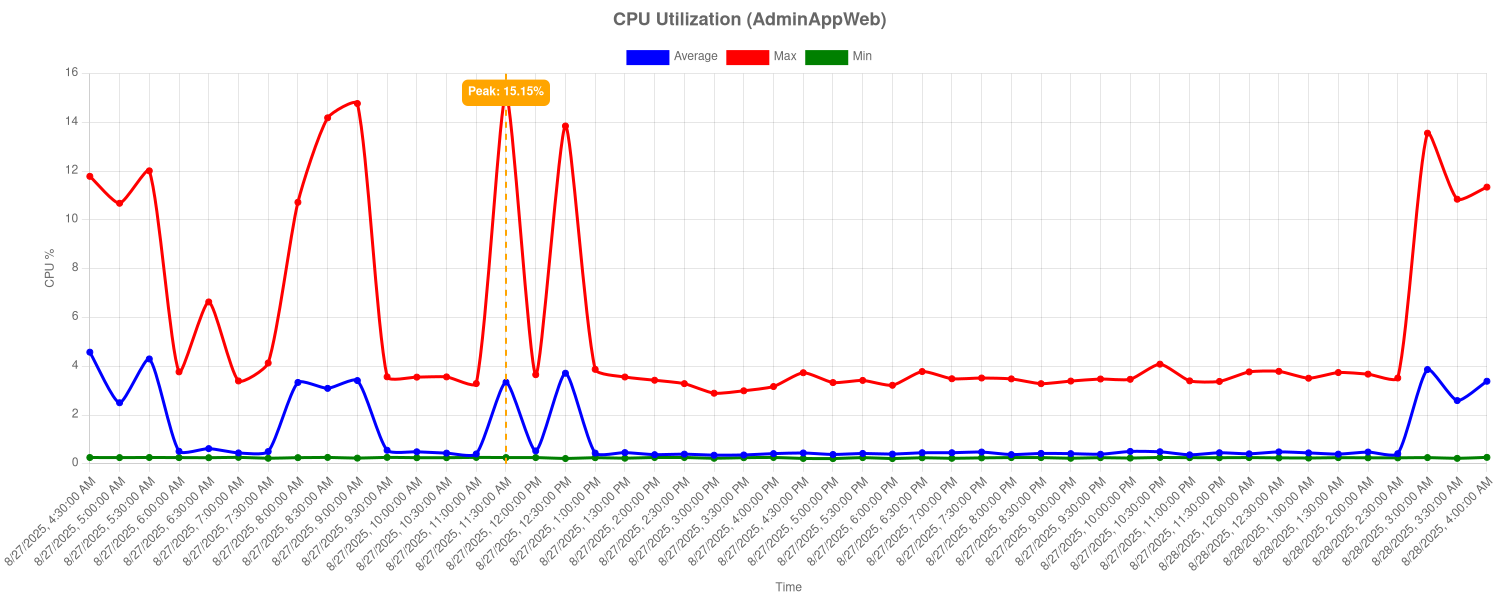 CPU Utilization (AdminAppWeb)
Average Max Min
Peak: 15.15%
CPU %
16
14
12
10
8
6
4
2
0
8/27/2025, 4:30:00 AM
8/27/2025, 5:00:00 AM
8/27/2025, 5:30:00 AM
8/27/2025, 6:00:00 AM
8/27/2025, 6:30:00 AM
8/27/2025, 7:00:00 AM
8/27/2025, 7:30:00 AM
8/27/2025, 8:00:00 AM
8/27/2025, 8:30:00 AM
8/27/2025, 9:00:00 AM
8/27/2025, 9:30:00 AM
8/27/2025, 10:00:00 AM
8/27/2025, 10:30:00 AM
8/27/2025, 11:00:00 AM
8/27/2025, 11:30:00 AM
8/27/2025, 12:00:00 PM
8/27/2025, 12:30:00 PM
8/27/2025, 1:00:00 PM
8/27/2025, 1:30:00 PM
8/27/2025, 2:00:00 PM
8/27/2025, 2:30:00 PM
8/27/2025, 3:00:00 PM
8/27/2025, 3:30:00 PM
8/27/2025, 4:00:00 PM
8/27/2025, 4:30:00 PM
8/27/2025, 5:00:00 PM
8/27/2025, 5:30:00 PM
8/27/2025, 6:00:00 PM
8/27/2025, 6:30:00 PM
8/27/2025, 7:00:00 PM
8/27/2025, 7:30:00 PM
8/27/2025, 8:00:00 PM
8/27/2025, 8:30:00 PM
8/27/2025, 9:00:00 PM
8/27/2025, 9:30:00 PM
8/27/2025, 10:00:00 PM
8/27/2025, 10:30:00 PM
8/27/2025, 11:00:00 PM
8/27/2025, 11:30:00 PM
8/28/2025, 12:00:00 AM
8/28/2025, 12:30:00 AM
8/28/2025, 1:00:00 AM
8/28/2025, 1:30:00 AM
8/28/2025, 2:00:00 AM
8/28/2025, 2:30:00 AM
8/28/2025, 3:00:00 AM
8/28/2025, 3:30:00 AM
8/28/2025, 4:00:00 AM
Time